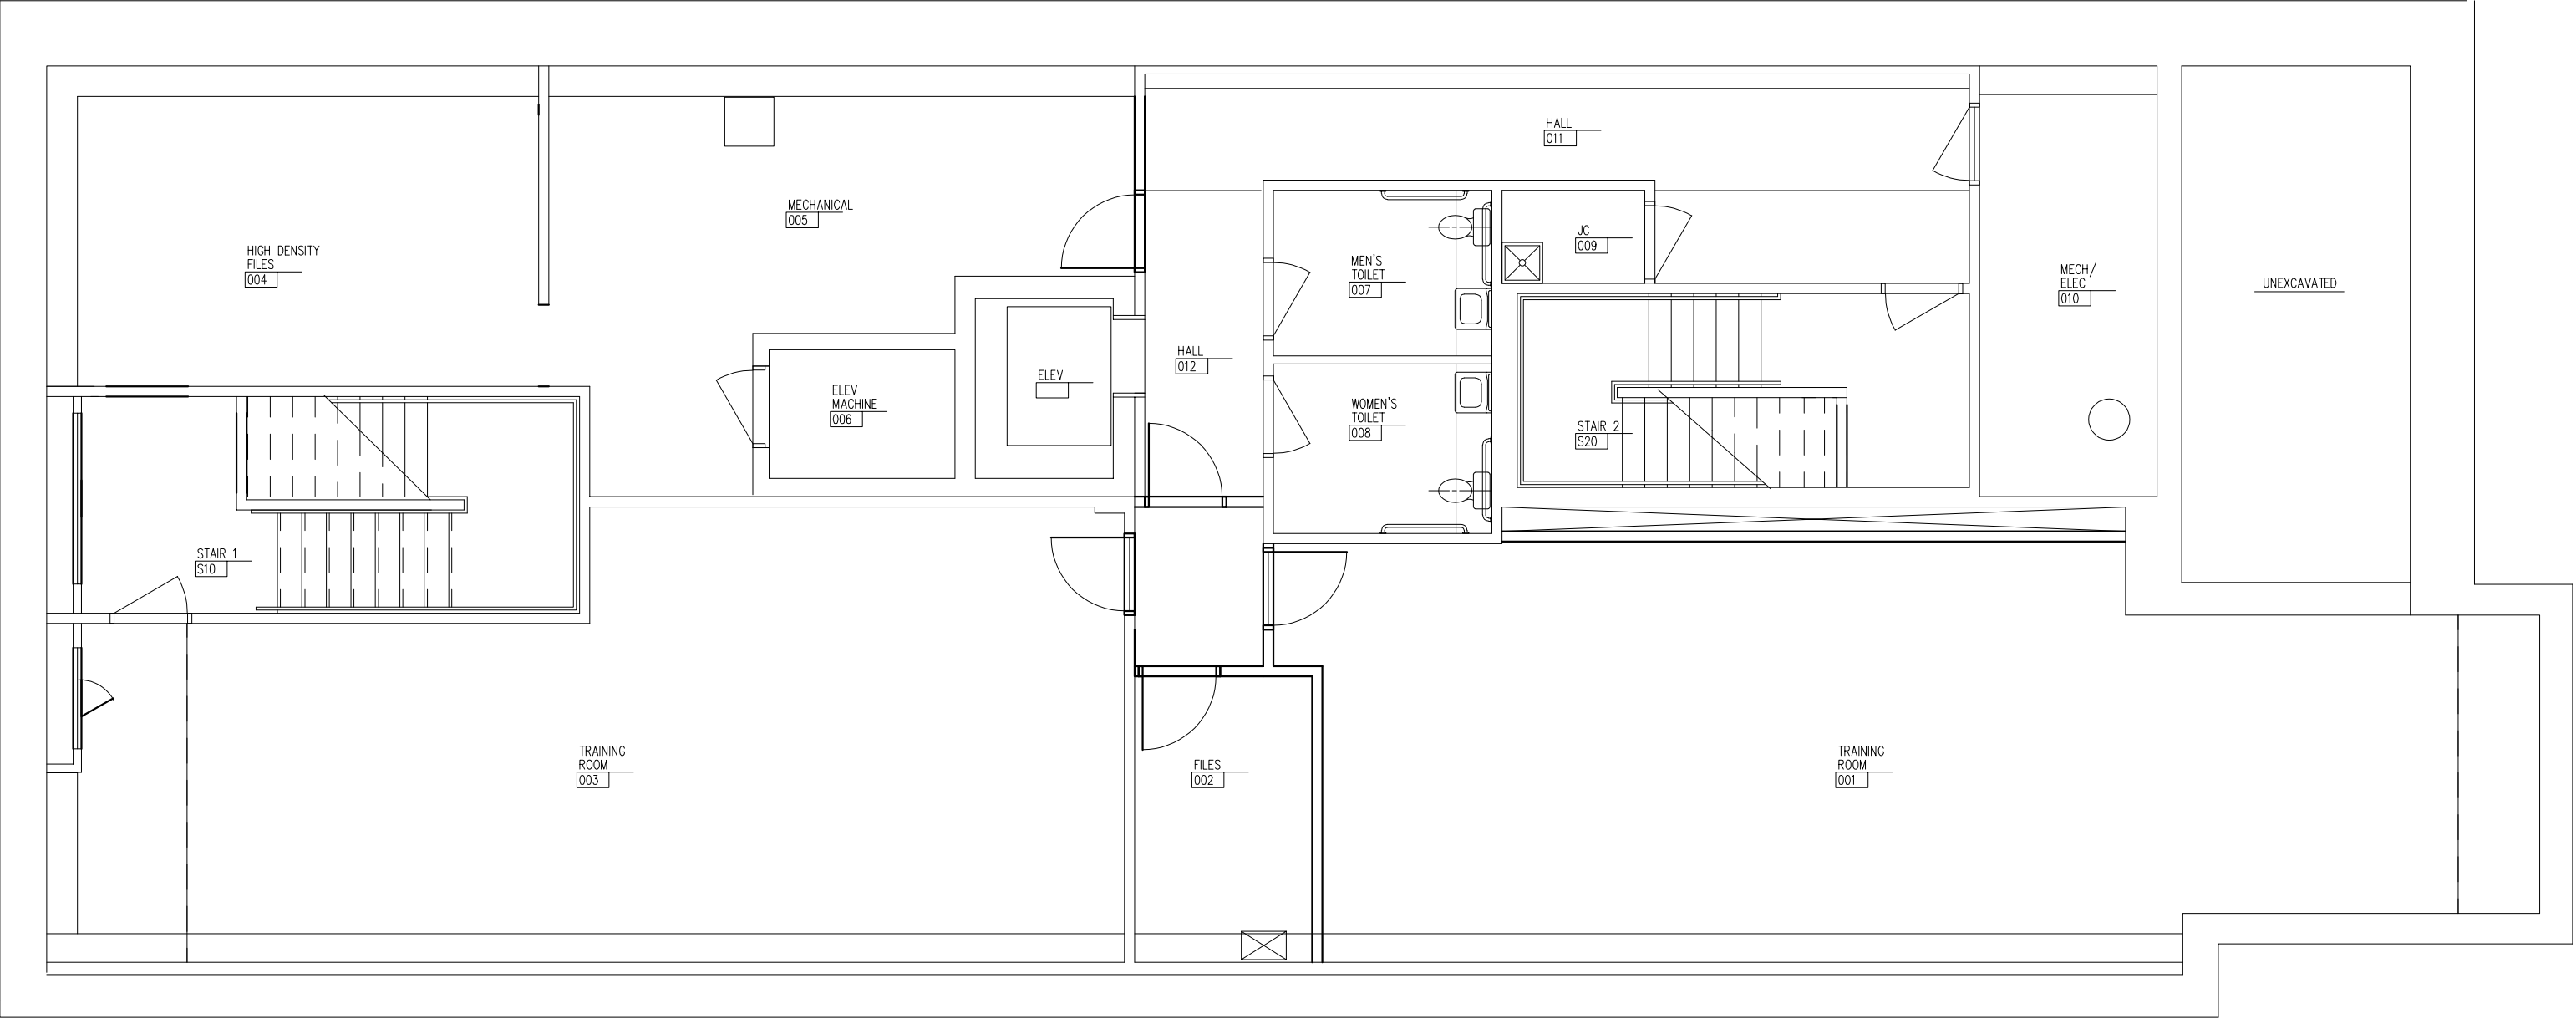 HALL
011
MECHANICAL
005
HIGH DENSITY
FILES
004
JC
009
MEN'S
TOILET
007
MECH/
ELEC
010
UNEXCAVATED
HALL
012
ELEV
ELEV
MACHINE
006
WOMEN'S
TOILET
008
STAIR 2
S20
STAIR 1
S10
TRAINING
ROOM
003
FILES
002
TRAINING
ROOM
001